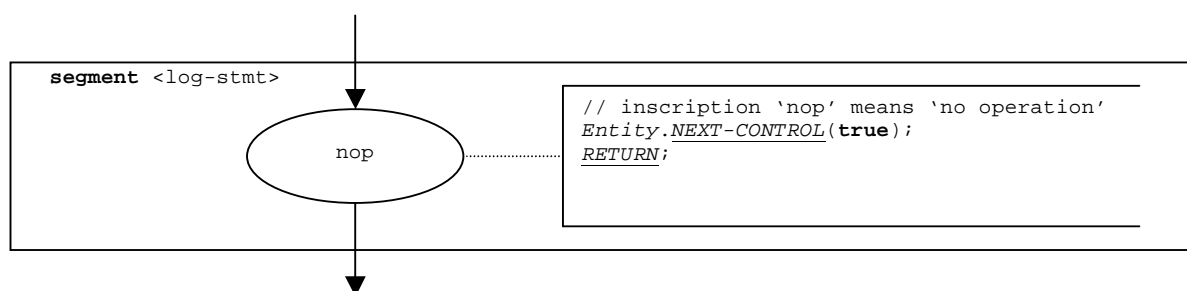 segment <log-stmt>
nop
// inscription ‘nop’ means ‘no operation’
Entity.NEXT-CONTROL(true);
RETURN;